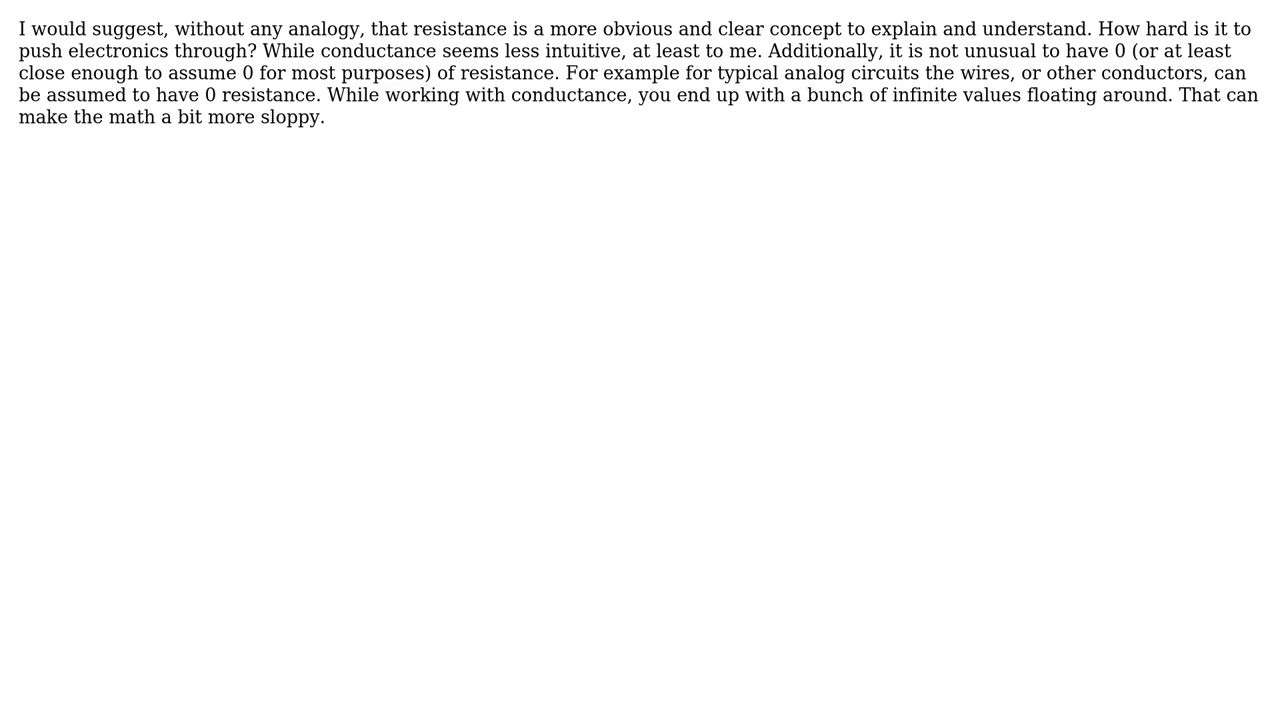 I would suggest, without any analogy, that resistance is a more obvious and clear concept to explain and understand. How hard is it to
push electronics through? While conductance seems less intuitive, at least to me. Additionally, it is not unusual to have 0 (or at least
close enough to assume 0 for most purposes) of resistance. For example for typical analog circuits the wires, or other conductors, can
be assumed to have 0 resistance. While working with conductance, you end up with a bunch of infinite values floating around. That can
make the math a bit more sloppy.